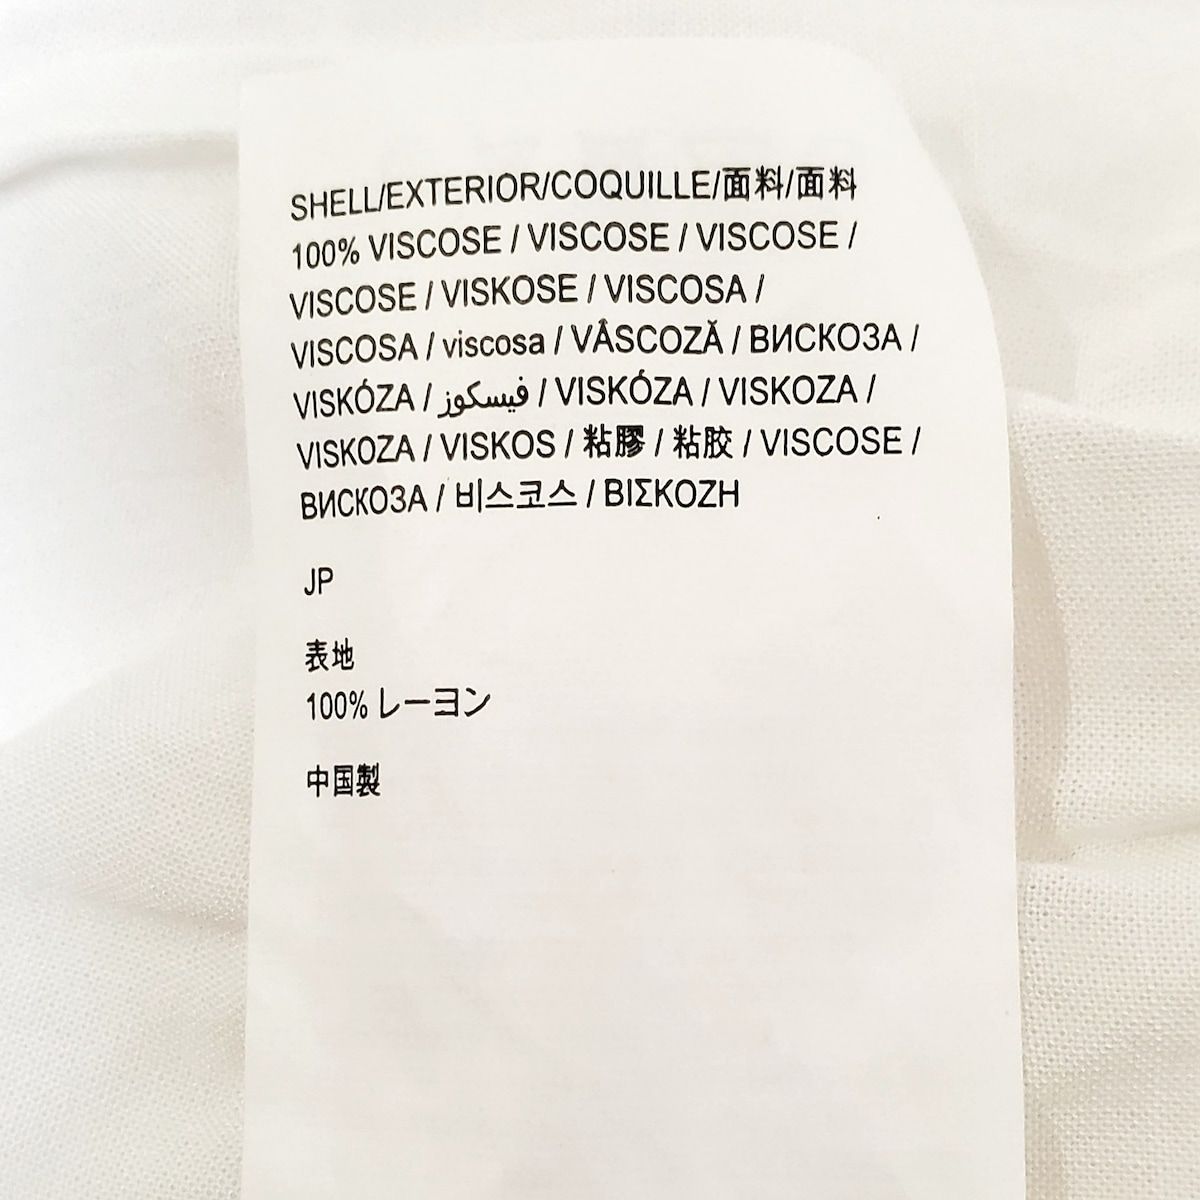 SHELL/EXTERIOR/COQUILLE/面料/面料
100% VISCOSE / VISCOSE / VISCOSE /
VISCOSE / VISKOSE / VISCOSA /
VISCOSA / viscosa / VÂSCOZĂ / ВИСКОЗА /
VISKÓZA / فيسكوز / VISKÓZA / VISKOZA /
VISKOZA / VISKOS / 粘膠 / 粘胶 / VISCOSE /
ВИСКОЗА / 비스코스 / ΒΙΣΚΟΖΗ
JP
表地
100% レーヨン
中国製